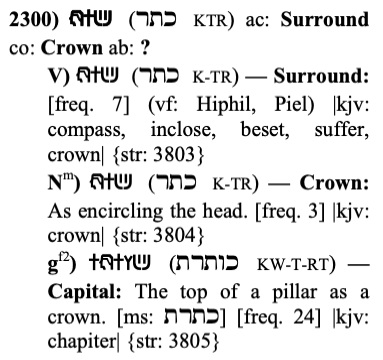 2300) (כתר KTR) ac: Surround
co: Crown ab: ?
V) (כתר K-TR) — Surround:
[freq. 7] (vf: Hiphil, Piel) |kjv:
compass, inclose, beset, suffer,
crown| {str: 3803}
Nᵐ) (כתר K-TR) — Crown:
As encircling the head. [freq. 3] |kjv:
crown| {str: 3804}
gᶠ²) (כותרת KW-T-RT) —
Capital: The top of a pillar as a
crown. [ms: כתרת] [freq. 24] |kjv:
chapiter| {str: 3805}